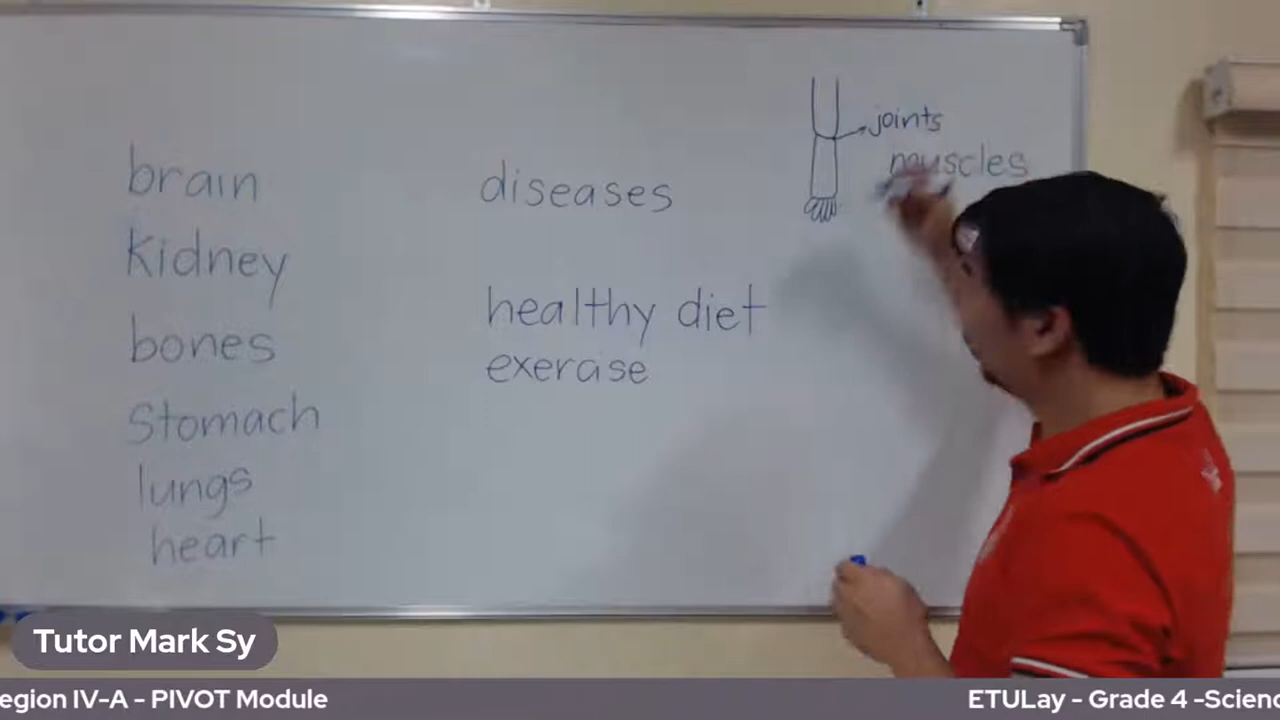 brain
kidney
bones
Stomach
lungs
heart
diseases
healthy diet
exercise
joints
muscles
Tutor Mark Sy
egion IV-A - PIVOT Module
ETULay - Grade 4 -Scienc